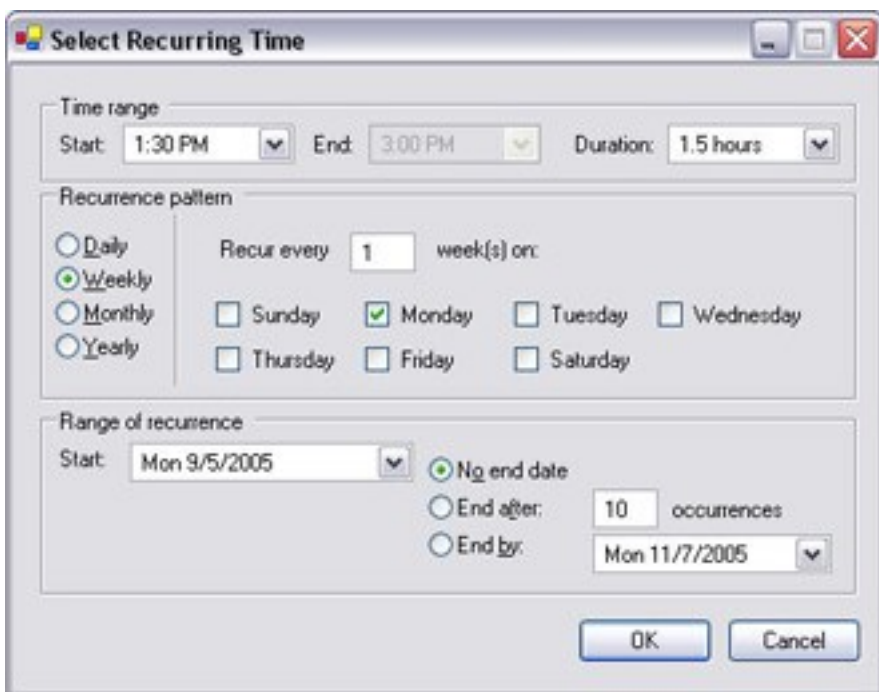 Select Recurring Time
Time range
Start: 1:30 PM End: 3:00 PM Duration: 1.5 hours
Recurrence pattern
Daily Recur every 1 week(s) on:
Weekly
Monthly Sunday Monday Tuesday Wednesday
Yearly Thursday Friday Saturday
Range of recurrence
Start: Mon 9/5/2005 No end date
End after: 10 occurrences
End by: Mon 11/7/2005
OK Cancel